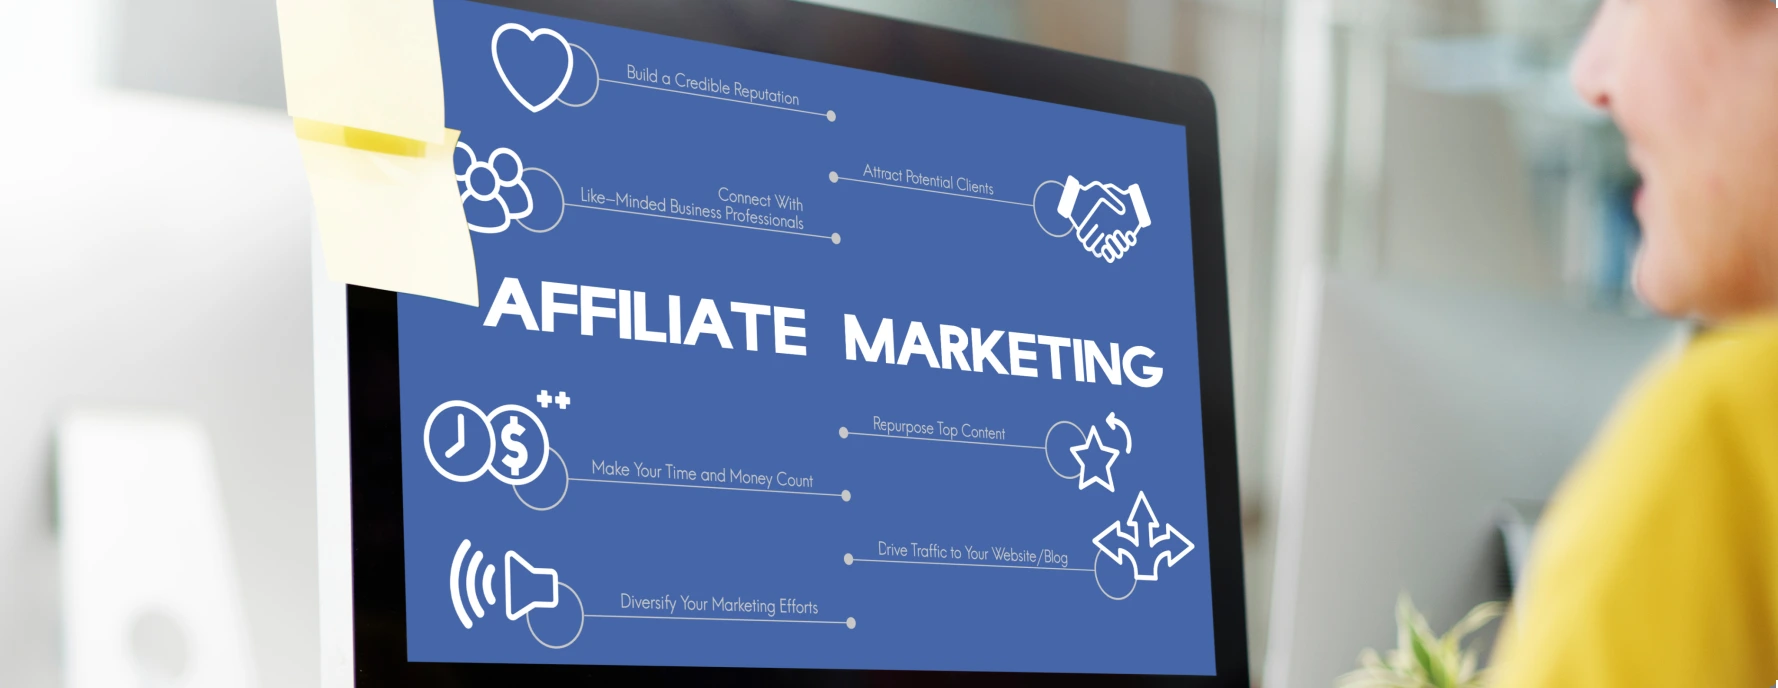 Build a Credible Reputation
Attract Potential Clients
Connect With
Like-Minded Business Professionals
AFFILIATE MARKETING
Repurpose Top Content
Make Your Time and Money Count
Drive Traffic to Your Website/Blog
Diversify Your Marketing Efforts